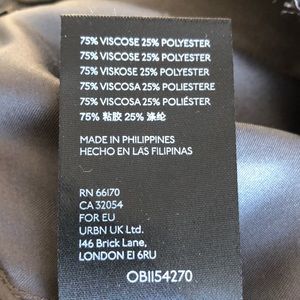 75% VISCOSE 25% POLYESTER
75% VISCOSE 25% POLYESTER
75% VISKOSE 25% POLYESTER
75% VISCOSA 25% POLIESTERE
75% VISCOSA 25% POLIÉSTER
75% 粘胶 25% 涤纶
MADE IN PHILIPPINES
HECHO EN LAS FILIPINAS
RN 66170
CA 32054
FOR EU
URBN UK Ltd.
146 Brick Lane,
LONDON E1 6RU
OB1154270